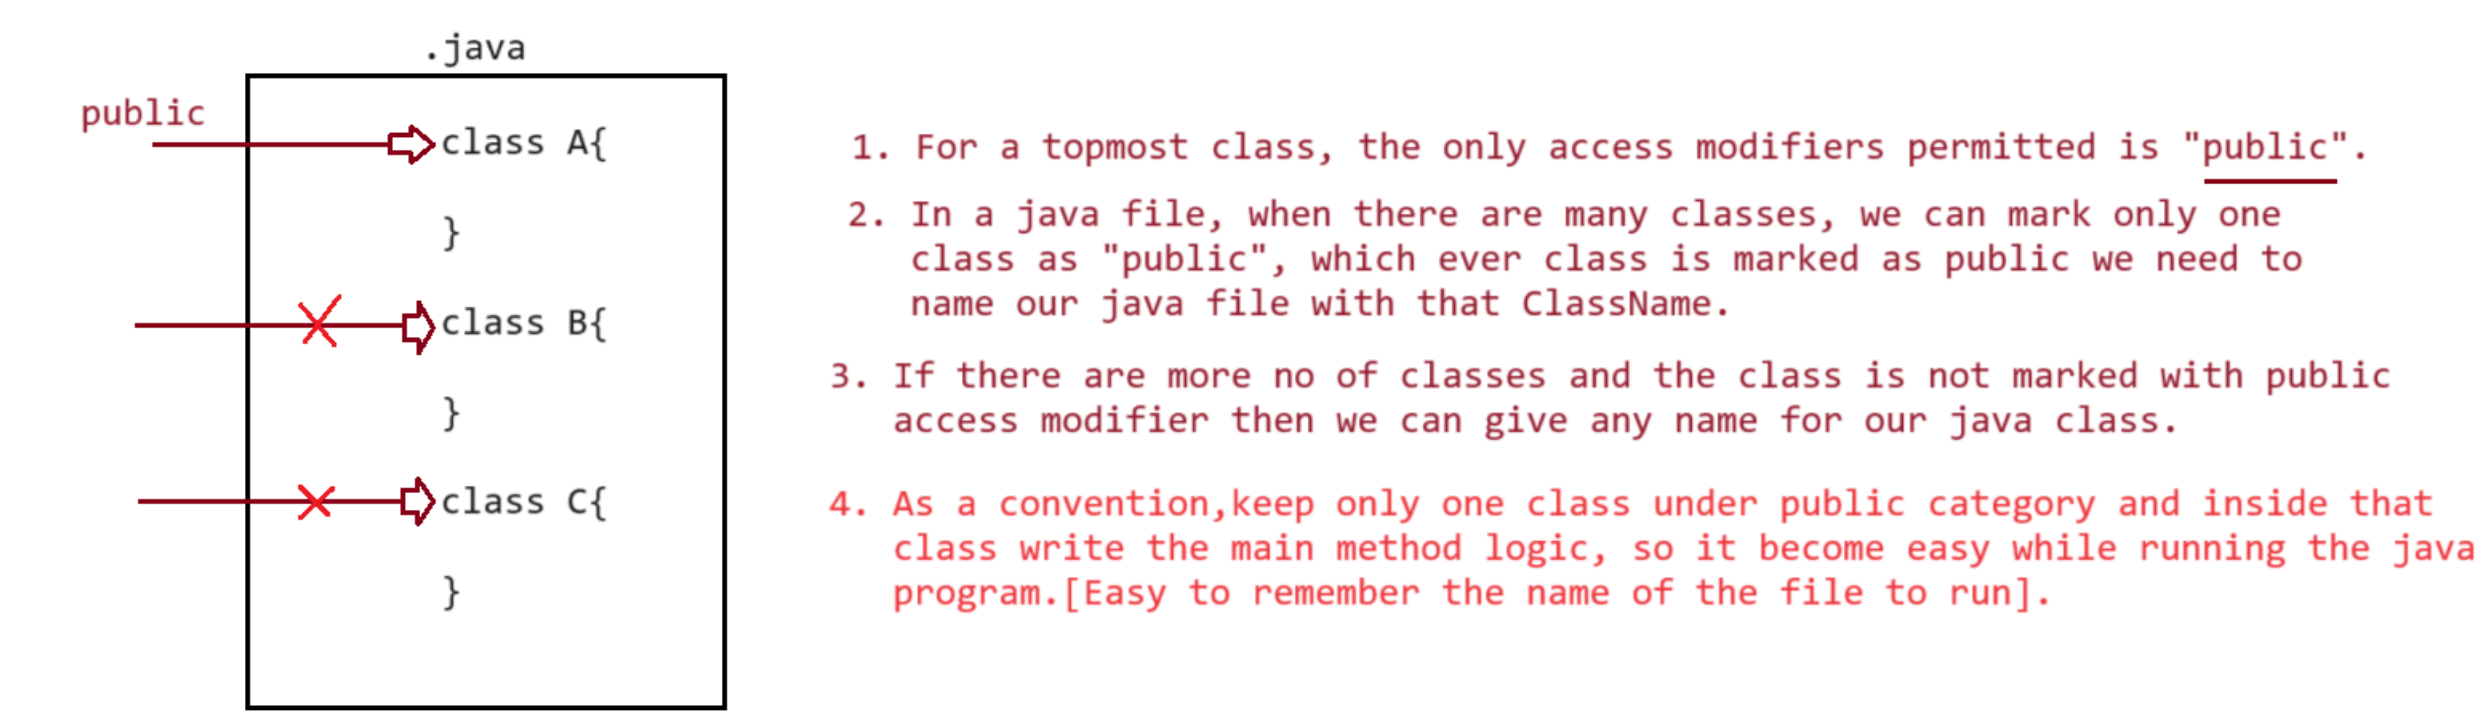 .java
public
class A{
}
class B{
}
class C{
}
1. For a topmost class, the only access modifiers permitted is "public".
2. In a java file, when there are many classes, we can mark only one
class as "public", which ever class is marked as public we need to
name our java file with that ClassName.
3. If there are more no of classes and the class is not marked with public
access modifier then we can give any name for our java class.
4. As a convention,keep only one class under public category and inside that
class write the main method logic, so it become easy while running the java
program.[Easy to remember the name of the file to run].